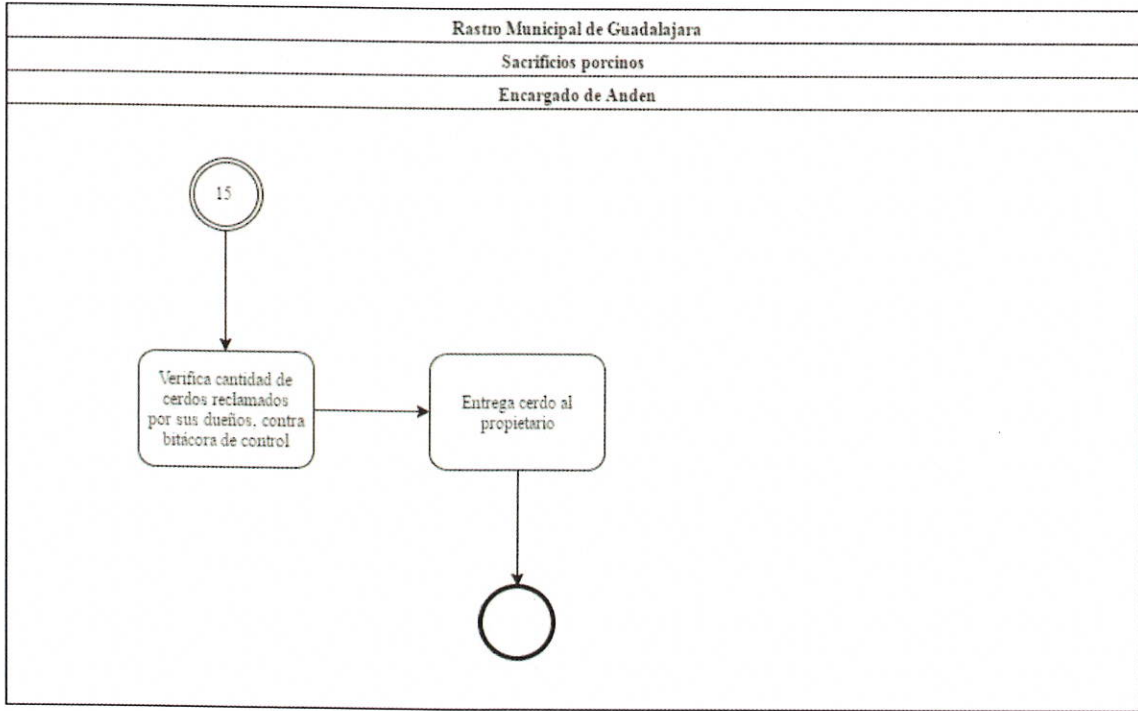 Rastro Municipal de Guadalajara
Sacrificios porcinos
Encargado de Anden
15
Verifica cantidad de
cerdos reclamados
por sus dueños, contra
bitácora de control
Entrega cerdo al
propietario